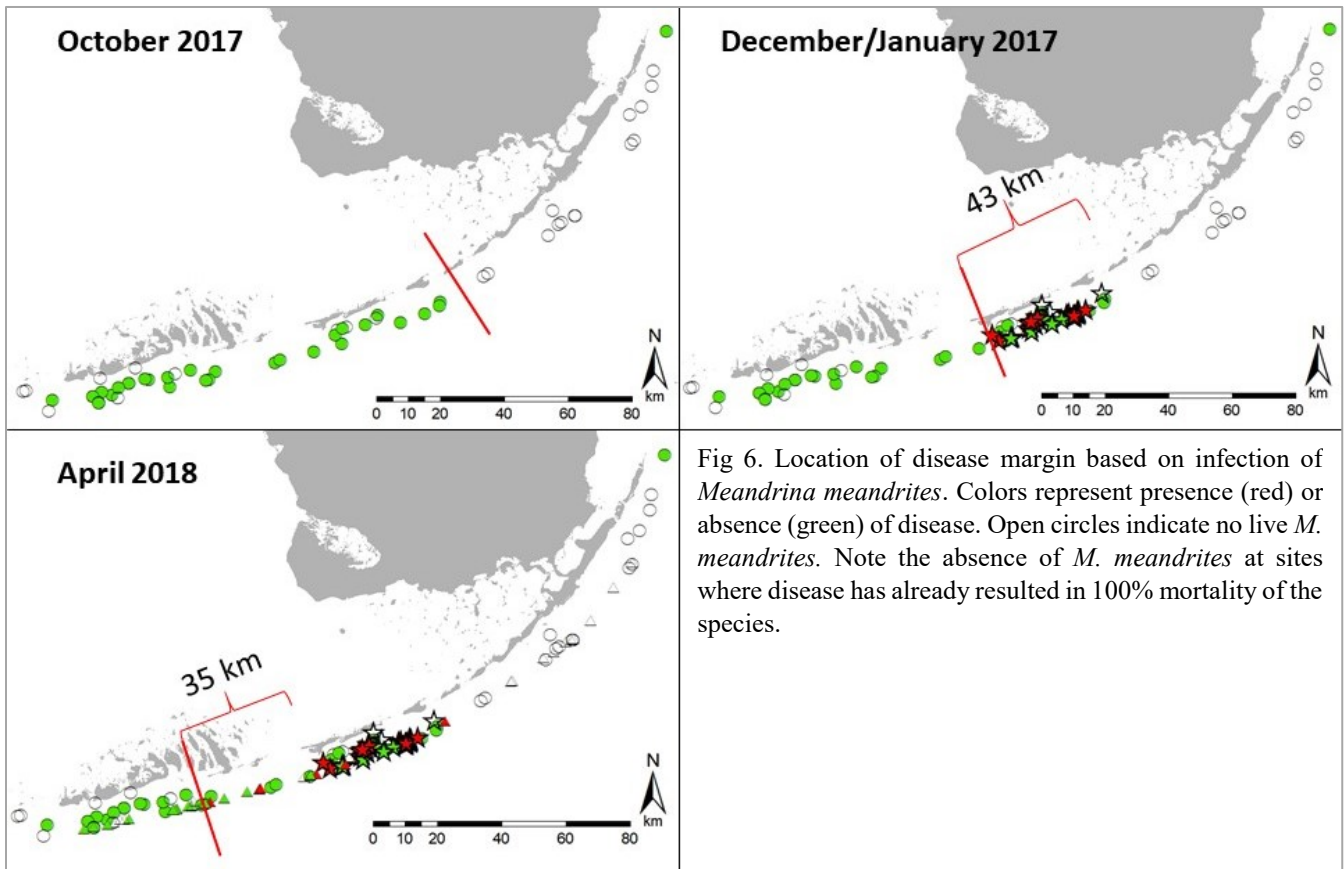 October 2017
N
0 10 20 40 60 80
km
December/January 2017
43 km
N
0 10 20 40 60 80
km
April 2018
35 km
N
0 10 20 40 60 80
km
Fig 6. Location of disease margin based on infection of
Meandrina meandrites. Colors represent presence (red) or
absence (green) of disease. Open circles indicate no live M.
meandrites. Note the absence of M. meandrites at sites
where disease has already resulted in 100% mortality of the
species.